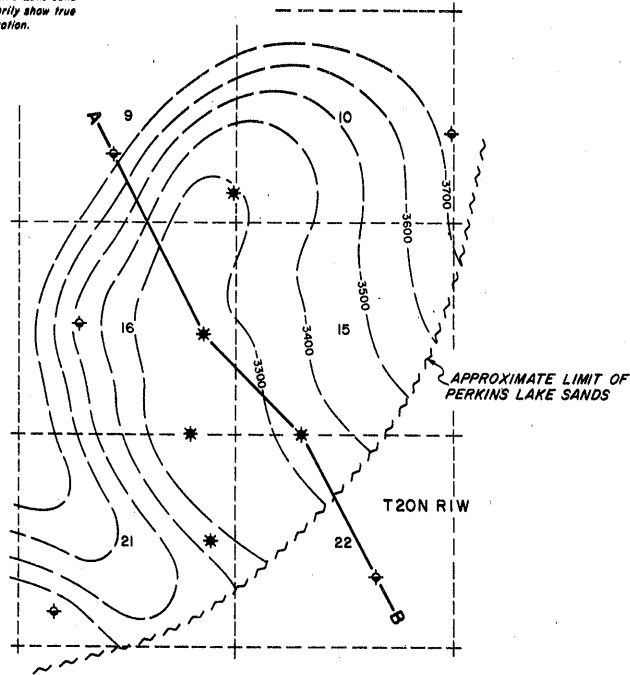 rily show true
ation.
9
10
A
-3700-
-3600-
-3500-
16
15
-3400-
-3300-
APPROXIMATE LIMIT OF
PERKINS LAKE SANDS
T20N R1W
21
22
B